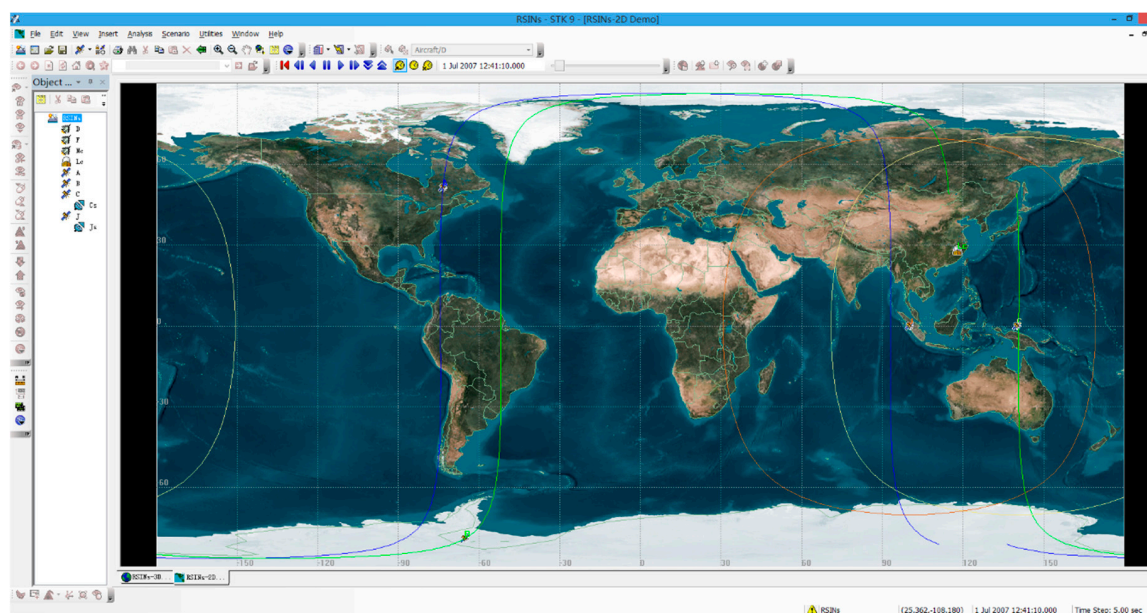 RSINs - STK 9 - [RSINs-2D Demo]
File Edit View Insert Analysis Scenario Utilities Window Help
Aircraft/D
1 Jul 2007 12:41:10.000
Object ...
RSINs
D
F
Mc
Lc
A
B
C
Cs
J
Js
30
0
-30
-60
-150 -120 -90 -60 -30 0 30 60 90 120 150
RSINs-3D... RSINs-2D...
RSINs (25.362,-108.180) 1 Jul 2007 12:41:10.000 Time Step: 5.00 sec